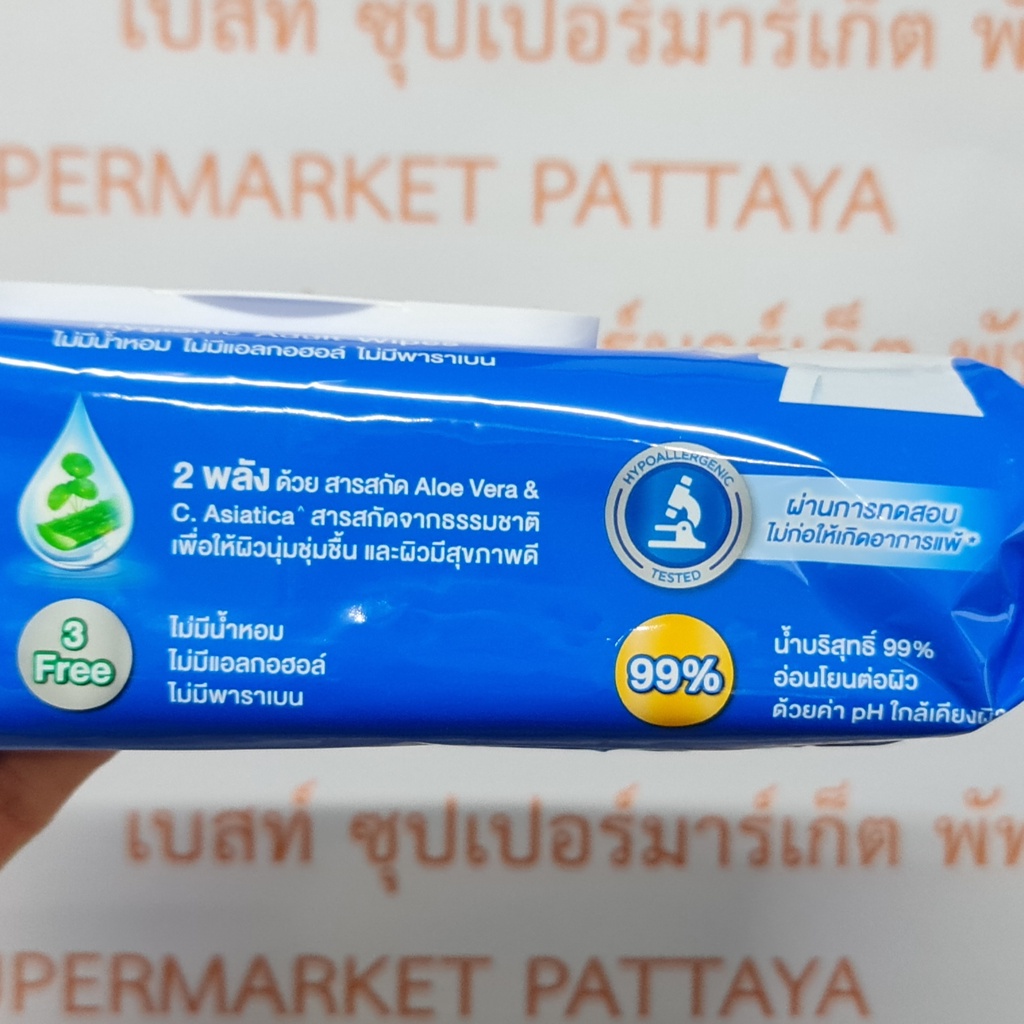 เบสท์ ซุปเปอร์มาร์เก็ต
PERMARKET PATTAYA
Wipes
ไม่มีน้ำหอม ไม่มีแอลกอฮอล์ ไม่มีพาราเบน
2 พลัง ด้วย สารสกัด Aloe Vera &
C. Asiatica^ สารสกัดจากธรรมชาติ
เพื่อให้ผิวนุ่มชุ่มชื้น และผิวมีสุขภาพดี
HYPOALLERGENIC
TESTED
ผ่านการทดสอบ
ไม่ก่อให้เกิดอาการแพ้ *
3
Free
ไม่มีน้ำหอม
ไม่มีแอลกอฮอล์
ไม่มีพาราเบน
99%
น้ำบริสุทธิ์ 99%
อ่อนโยนต่อผิว
ด้วยค่า pH ใกล้เคียงผิว
เบสท์ ซุปเปอร์มาร์เก็ต พัท
UPERMARKET PATTAYA